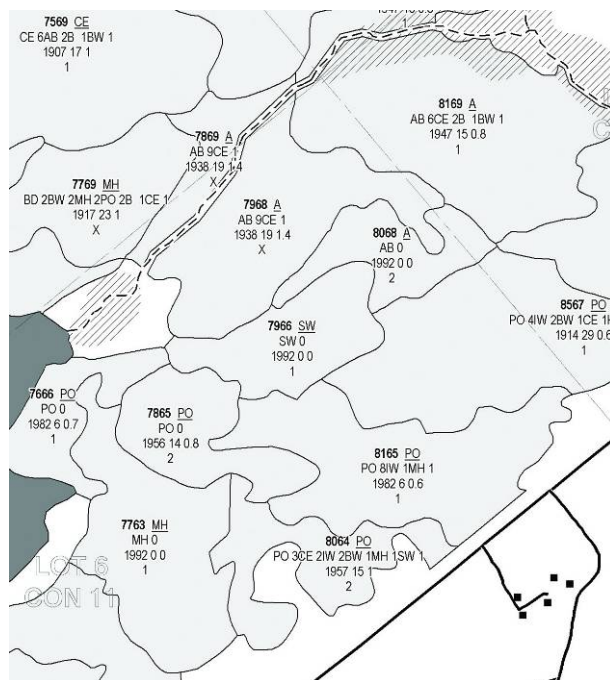 7569 CE
CE 6AB 2B 1BW 1
1907 17 1
1
1
8169 A
AB 6CE 2B 1BW 1
1947 15 0.8
1
7869 A
AB 9CE 1
1938 19 1.4
X
7769 MH
BD 2BW 2MH 2PO 2B 1CE 1
1917 23 1
X
7968 A
AB 9CE 1
1938 19 1.4
X
8068 A
AB 0
1992 0 0
2
8567 PO
PO 4IW 2BW 1CE 1
1914 29 0.6
1
7966 SW
SW 0
1992 0 0
1
7666 PO
PO 0
1982 6 0.7
1
7865 PO
PO 0
1956 14 0.8
2
8165 PO
PO 8IW 1MH 1
1982 6 0.6
1
7763 MH
MH 0
1992 0 0
1
8064 PO
PO 3CE 2IW 2BW 1MH 1SW 1
1957 15 1
2
LOT 6
CON 11